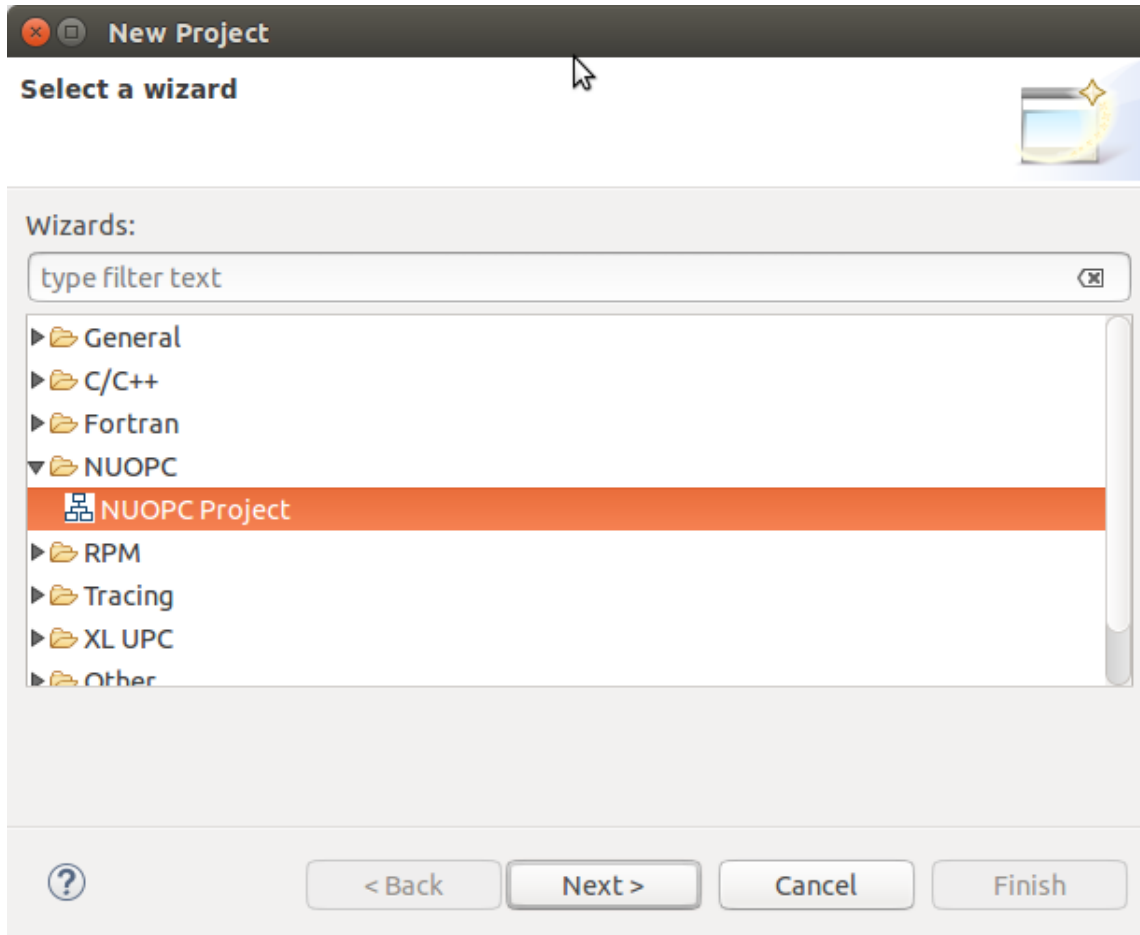 New Project
Select a wizard
Wizards:
type filter text
General
C/C++
Fortran
NUOPC
NUOPC Project
RPM
Tracing
XL UPC
Other
? < Back Next > Cancel Finish